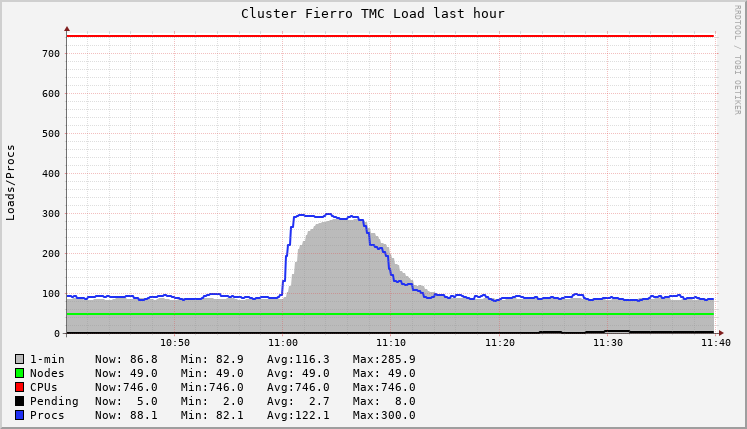 Cluster Fierro TMC Load last hour
RRDTOOL / TOBI OETIKER
Loads/Procs
700
600
500
400
300
200
100
0
10:50 11:00 11:10 11:20 11:30 11:40
1-min Now: 86.8 Min: 82.9 Avg:116.3 Max:285.9
Nodes Now: 49.0 Min: 49.0 Avg: 49.0 Max: 49.0
CPUs Now:746.0 Min:746.0 Avg:746.0 Max:746.0
Pending Now: 5.0 Min: 2.0 Avg: 2.7 Max: 8.0
Procs Now: 88.1 Min: 82.1 Avg:122.1 Max:300.0